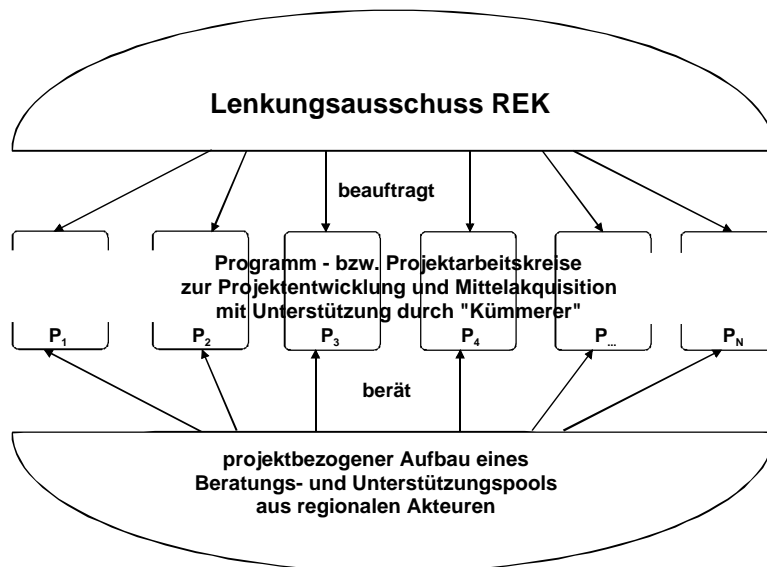 Lenkungsausschuss REK
beauftragt
Programm - bzw. Projektarbeitskreise
zur Projektentwicklung und Mittelakquisition
mit Unterstützung durch "Kümmerer"
P1 P2 P3 P4 P... PN
berät
projektbezogener Aufbau eines
Beratungs- und Unterstützungspools
aus regionalen Akteuren